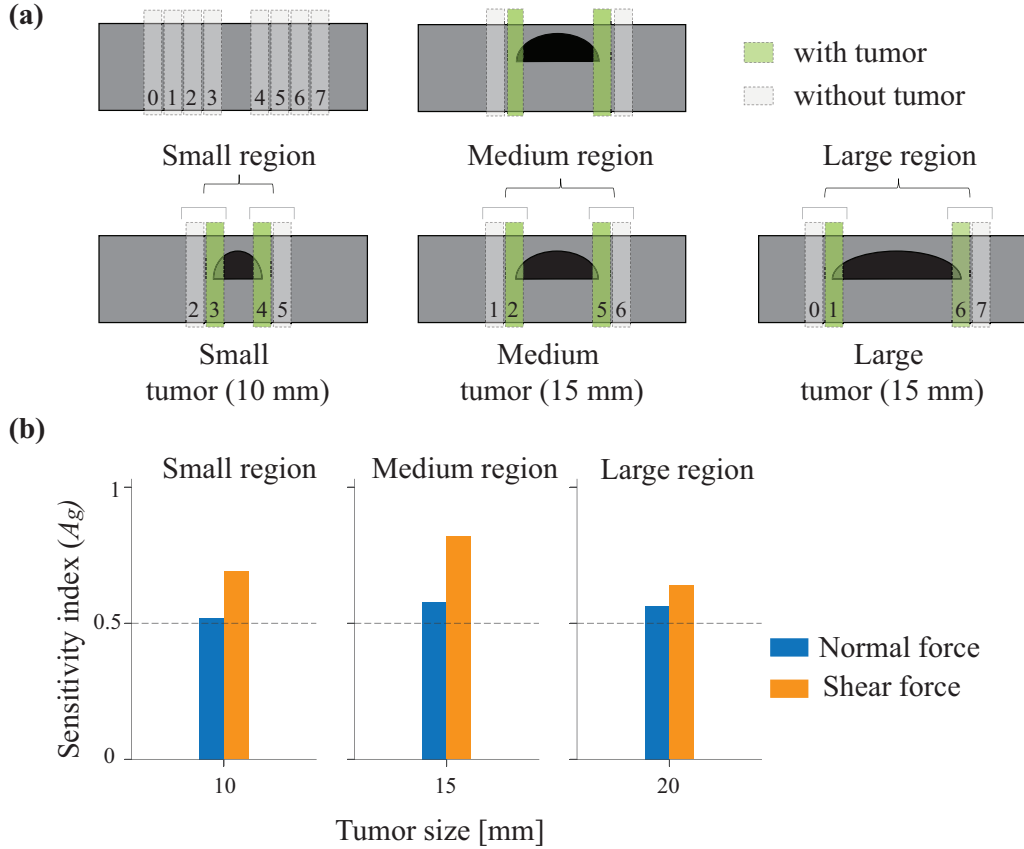 (a)
with tumor
without tumor
0 1 2 3 4 5 6 7
Small region
Medium region
Large region
2 3 4 5
1 2 5 6
0 1 6 7
Small
tumor (10 mm)
Medium
tumor (15 mm)
Large
tumor (15 mm)
(b)
Small region
Medium region
Large region
Sensitivity index (Ag)
1
0.5
0
Normal force
Shear force
10
15
20
Tumor size [mm]